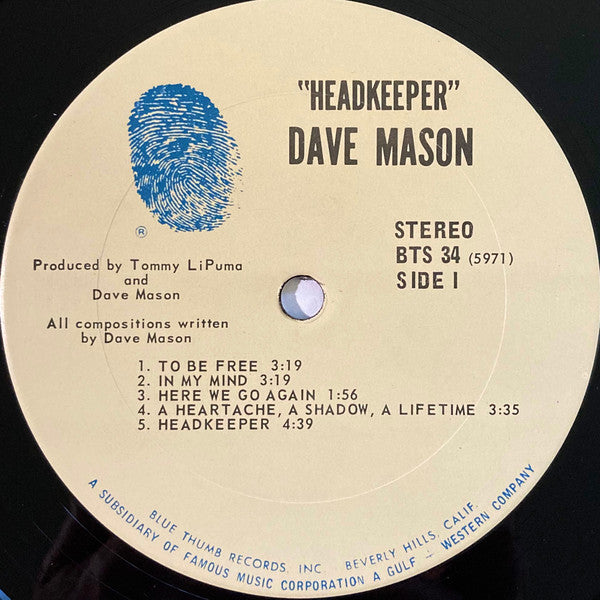 "HEADKEEPER"
DAVE MASON
®
STEREO
BTS 34 (5971)
SIDE I
Produced by Tommy LiPuma
and
Dave Mason
All compositions written
by Dave Mason
1. TO BE FREE 3:19
2. IN MY MIND 3:19
3. HERE WE GO AGAIN 1:56
4. A HEARTACHE, A SHADOW, A LIFETIME 3:35
5. HEADKEEPER 4:39
BLUE THUMB RECORDS, INC. BEVERLY HILLS, CALIF.
A SUBSIDIARY OF FAMOUS MUSIC CORPORATION A GULF + WESTERN COMPANY